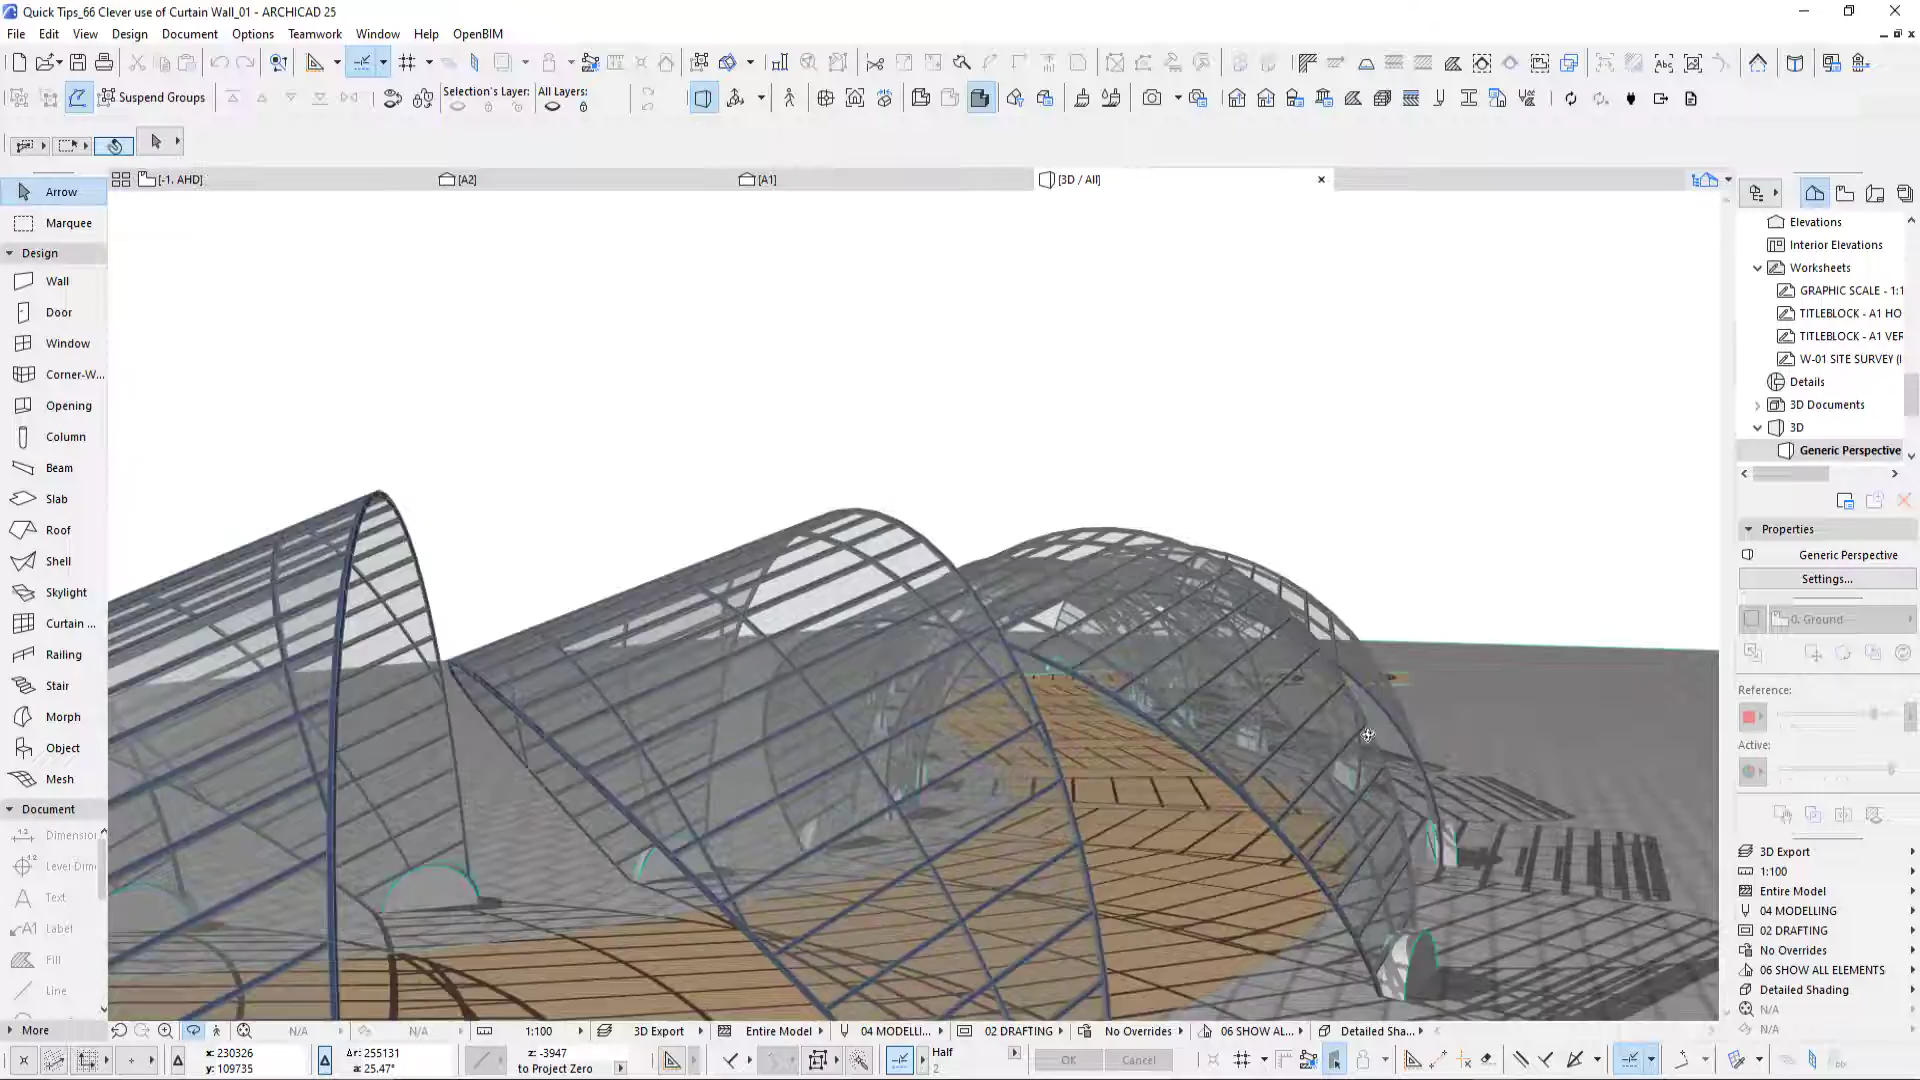 Quick Tips_66 Clever use of Curtain Wall_01 - ARCHICAD 25
File Edit View Design Document Options Teamwork Window Help OpenBIM
Suspend Groups
Selection's Layer:
All Layers:
[-1. AHD]
[A2]
[A1]
[3D / All]
Arrow
Marquee
Design
Wall
Door
Window
Corner-W...
Opening
Column
Beam
Slab
Roof
Shell
Skylight
Curtain ...
Railing
Stair
Morph
Object
Mesh
Document
Dimension
Level Dim
Text
Label
Fill
Line
More
Elevations
Interior Elevations
Worksheets
GRAPHIC SCALE - 1:1
TITLEBLOCK - A1 HO
TITLEBLOCK - A1 VER
W-01 SITE SURVEY (I
Details
3D Documents
3D
Generic Perspective
Properties
Generic Perspective
Settings...
0. Ground
Reference:
Active:
3D Export
1:100
Entire Model
04 MODELLING
02 DRAFTING
No Overrides
06 SHOW ALL ELEMENTS
Detailed Shading
N/A
N/A
N/A
N/A
1:100
3D Export
Entire Model
04 MODELLI...
02 DRAFTING
No Overrides
06 SHOW AL...
Detailed Sha...
x: 230326
y: 109735
Δr: 255131
a: 25.47°
z: -3947
to Project Zero
Half
2
OK
Cancel